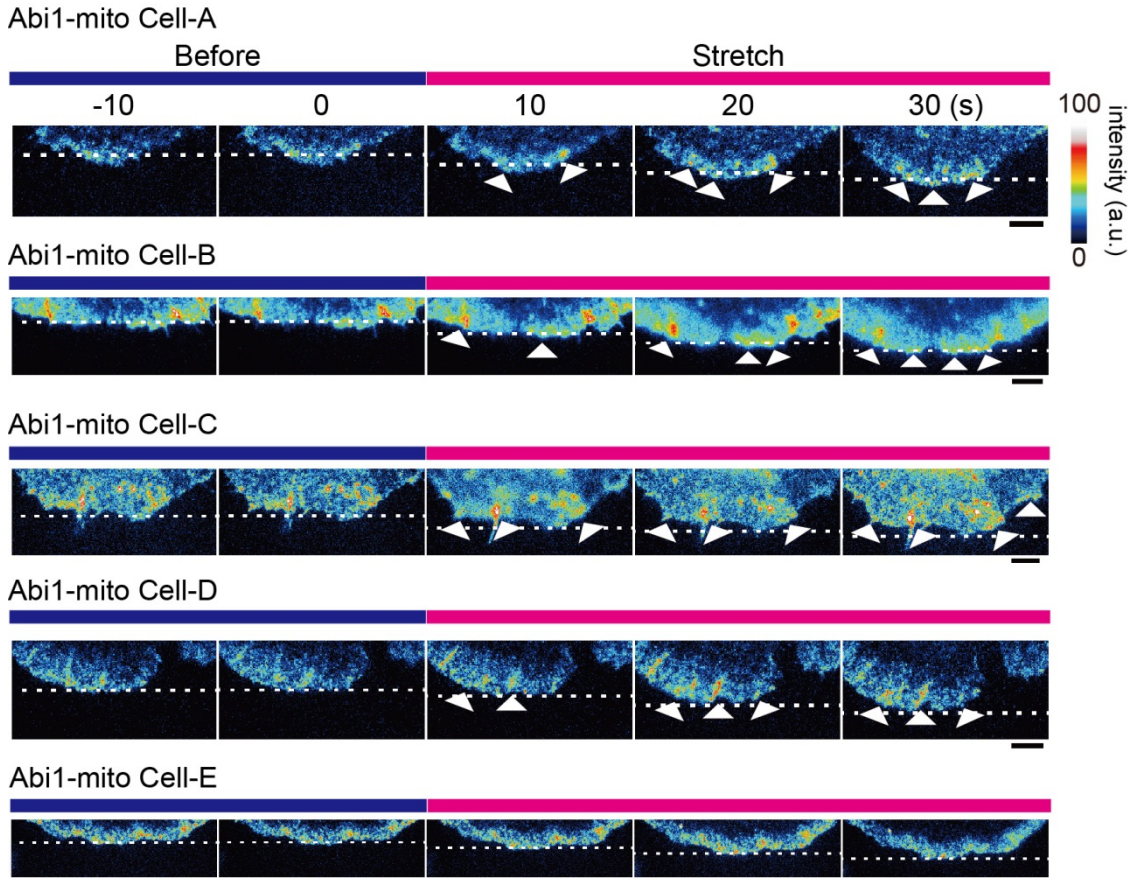 Abi1-mito Cell-A
Before Stretch
-10 0 10 20 30 (s)
100
intensity (a.u.)
0
Abi1-mito Cell-B
Abi1-mito Cell-C
Abi1-mito Cell-D
Abi1-mito Cell-E